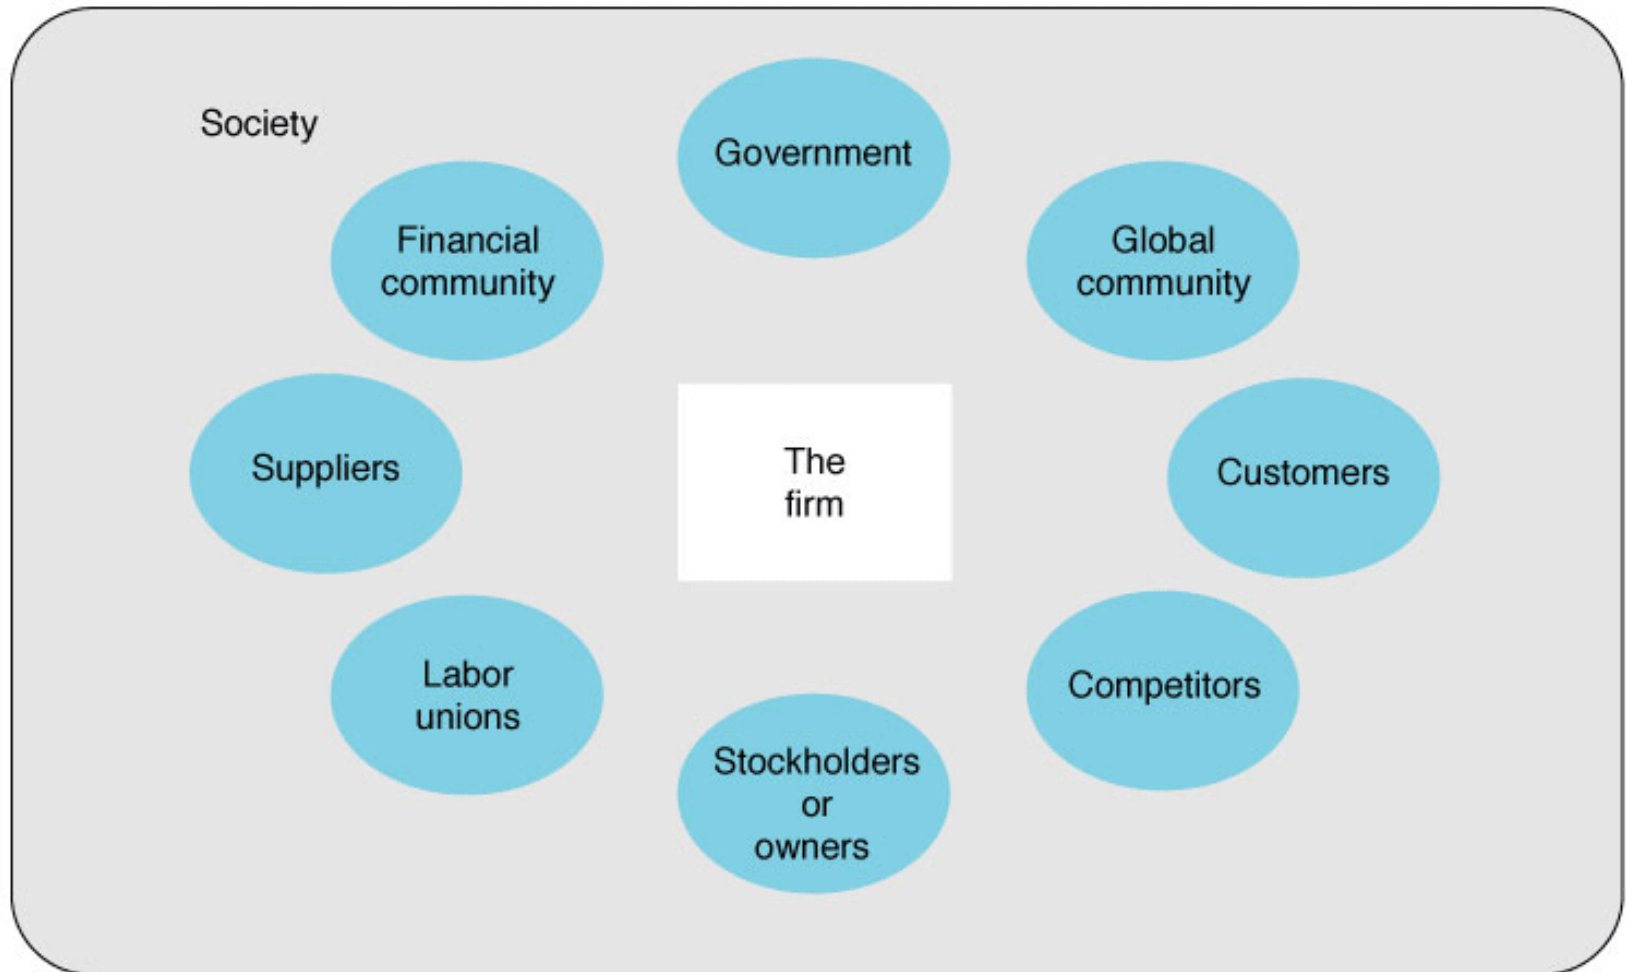 Society
Government
Financial
community
Global
community
Suppliers
The
firm
Customers
Labor
unions
Competitors
Stockholders
or
owners